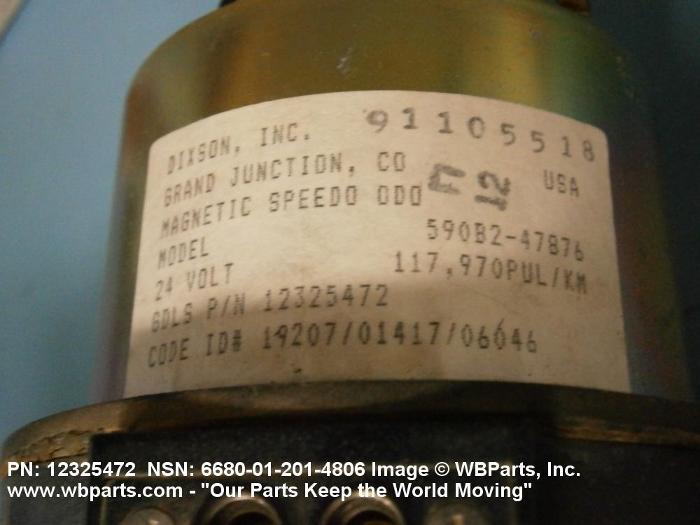 DIXSON, INC. 91105518
GRAND JUNCTION, CO USA
MAGNETIC SPEEDO ODO
MODEL 590B2-47876
24 VOLT 117,970PUL/KM
GDLS P/N 12325472
CODE ID# 19207/01417/06046
PN: 12325472 NSN: 6680-01-201-4806 Image © WBParts, Inc.
www.wbparts.com - "Our Parts Keep the World Moving"